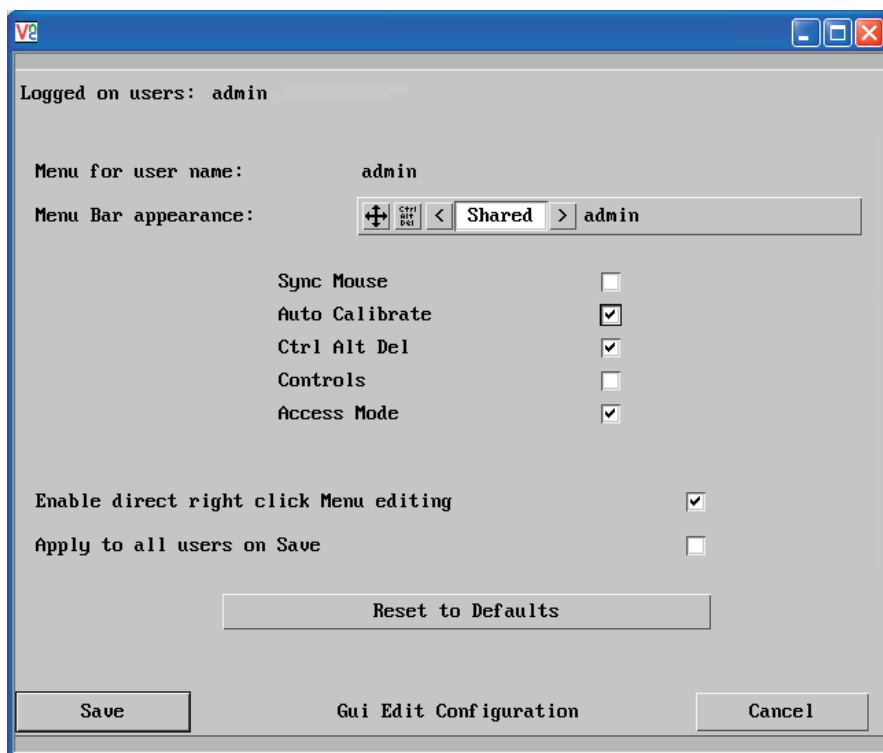 VNC
Logged on users: admin
Menu for user name: admin
Menu Bar appearance: Ctrl Alt Del < Shared > admin
Sync Mouse
Auto Calibrate
Ctrl Alt Del
Controls
Access Mode
Enable direct right click Menu editing
Apply to all users on Save
Reset to Defaults
Save Gui Edit Configuration Cancel